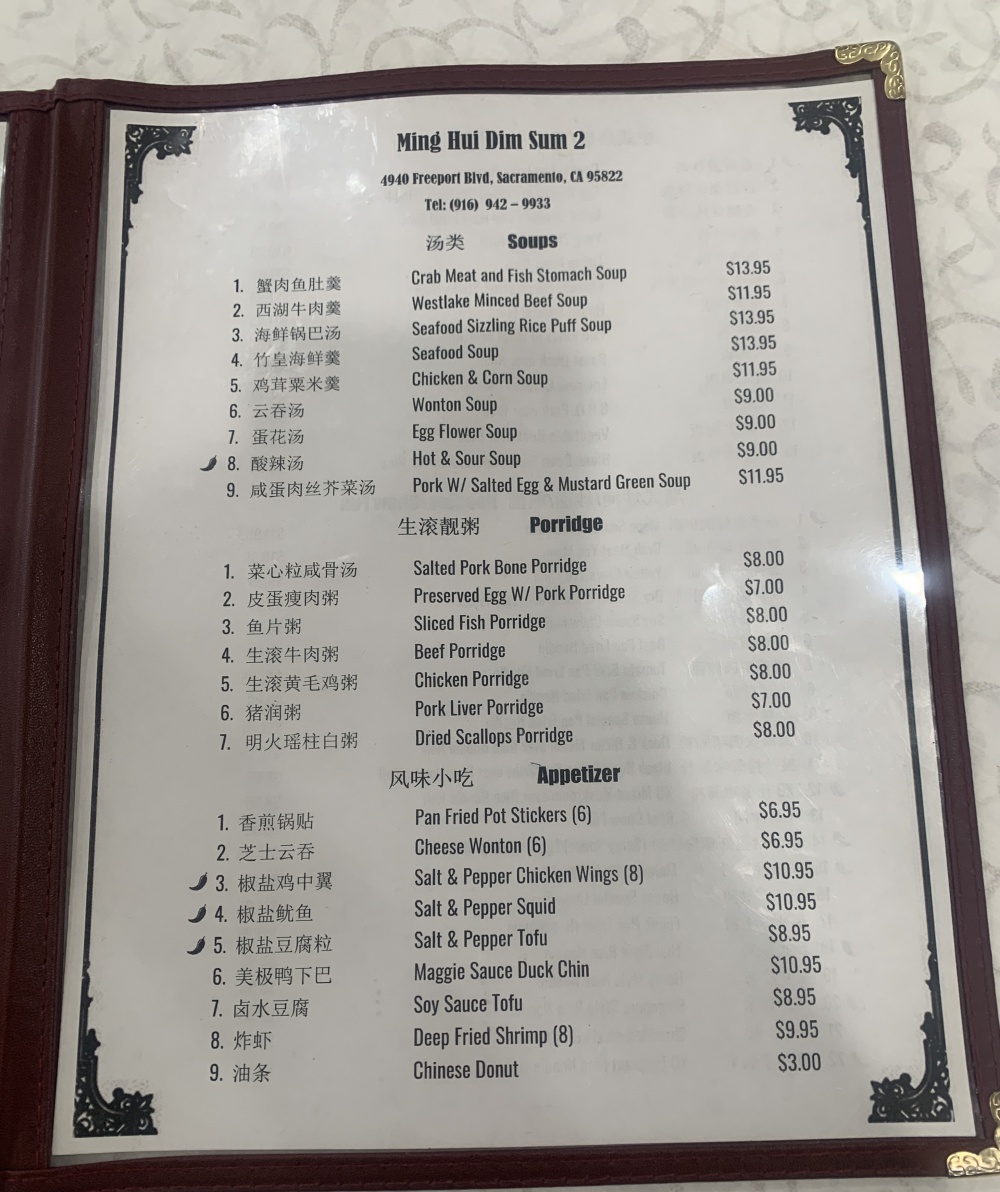 Ming Hui Dim Sum 2
4940 Freeport Blvd, Sacramento, CA 95822
Tel: (916) 942 – 9933
汤类 Soups
1. 蟹肉鱼肚羹 Crab Meat and Fish Stomach Soup $13.95
2. 西湖牛肉羹 Westlake Minced Beef Soup $11.95
3. 海鲜锅巴汤 Seafood Sizzling Rice Puff Soup $13.95
4. 竹皇海鲜羹 Seafood Soup $13.95
5. 鸡茸粟米羹 Chicken & Corn Soup $11.95
6. 云吞汤 Wonton Soup $9.00
7. 蛋花汤 Egg Flower Soup $9.00
8. 酸辣汤 Hot & Sour Soup $9.00
9. 咸蛋肉丝芥菜汤 Pork W/ Salted Egg & Mustard Green Soup $11.95
生滚靓粥 Porridge
1. 菜心粒咸骨汤 Salted Pork Bone Porridge $8.00
2. 皮蛋瘦肉粥 Preserved Egg W/ Pork Porridge $7.00
3. 鱼片粥 Sliced Fish Porridge $8.00
4. 生滚牛肉粥 Beef Porridge $8.00
5. 生滚黄毛鸡粥 Chicken Porridge $8.00
6. 猪润粥 Pork Liver Porridge $7.00
7. 明火瑶柱白粥 Dried Scallops Porridge $8.00
风味小吃 Appetizer
1. 香煎锅贴 Pan Fried Pot Stickers (6) $6.95
2. 芝士云吞 Cheese Wonton (6) $6.95
3. 椒盐鸡中翼 Salt & Pepper Chicken Wings (8) $10.95
4. 椒盐鱿鱼 Salt & Pepper Squid $10.95
5. 椒盐豆腐粒 Salt & Pepper Tofu $8.95
6. 美极鸭下巴 Maggie Sauce Duck Chin $10.95
7. 卤水豆腐 Soy Sauce Tofu $8.95
8. 炸虾 Deep Fried Shrimp (8) $9.95
9. 油条 Chinese Donut $3.00